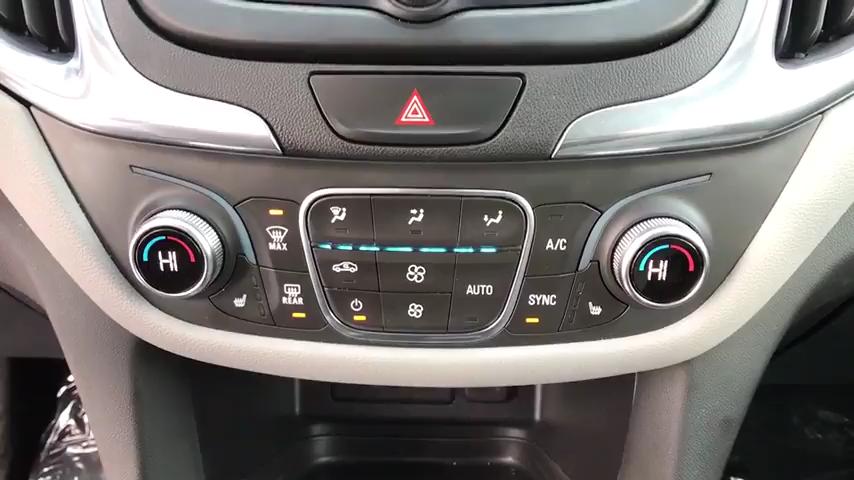 MAX
A/C
HI
HI
REAR
AUTO
SYNC